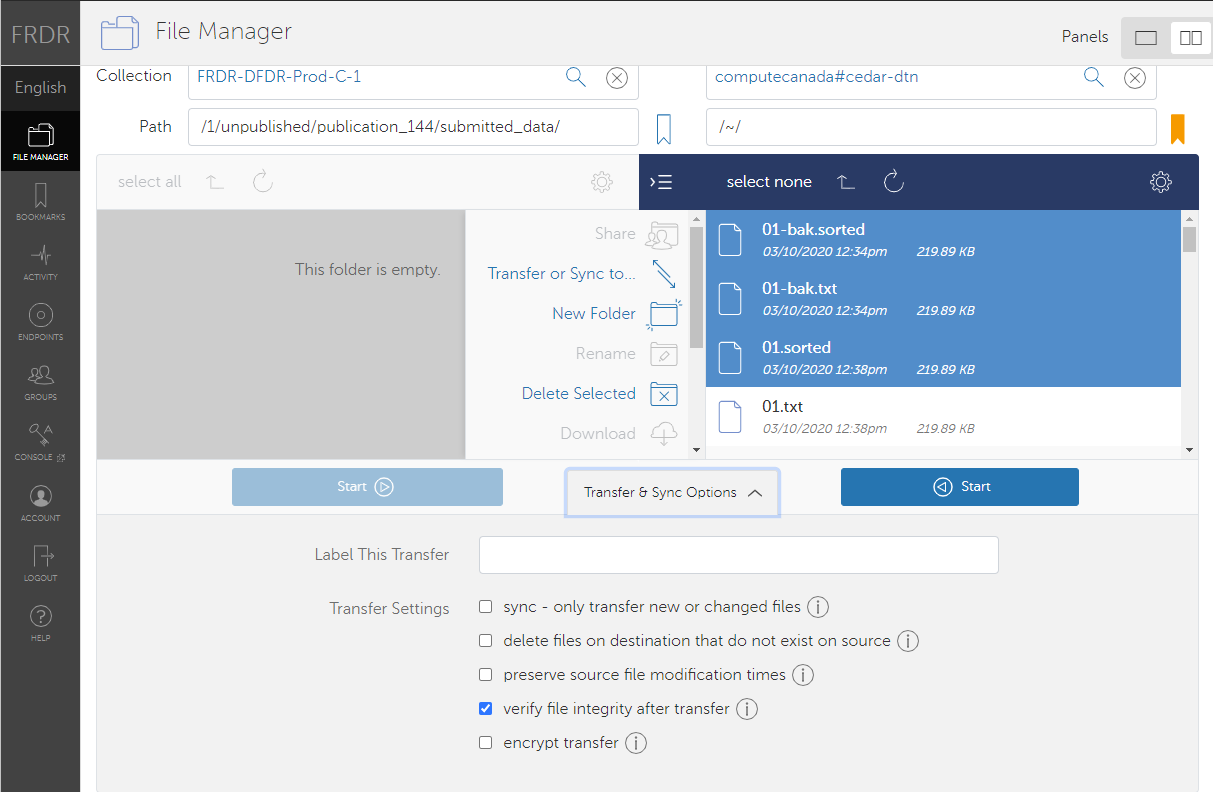 FRDR
File Manager
Panels
English
Collection
FRDR-DFDR-Prod-C-1
computecanada#cedar-dtn
Path
/1/unpublished/publication_144/submitted_data/
/~/
FILE MANAGER
BOOKMARKS
ACTIVITY
ENDPOINTS
GROUPS
CONSOLE
ACCOUNT
LOGOUT
HELP
select all
select none
This folder is empty.
Share
Transfer or Sync to...
New Folder
Rename
Delete Selected
Download
01-bak.sorted
03/10/2020 12:34pm 219.89 KB
01-bak.txt
03/10/2020 12:34pm 219.89 KB
01.sorted
03/10/2020 12:38pm 219.89 KB
01.txt
03/10/2020 12:38pm 219.89 KB
Start
Transfer & Sync Options
Start
Label This Transfer
Transfer Settings
sync - only transfer new or changed files
delete files on destination that do not exist on source
preserve source file modification times
verify file integrity after transfer
encrypt transfer